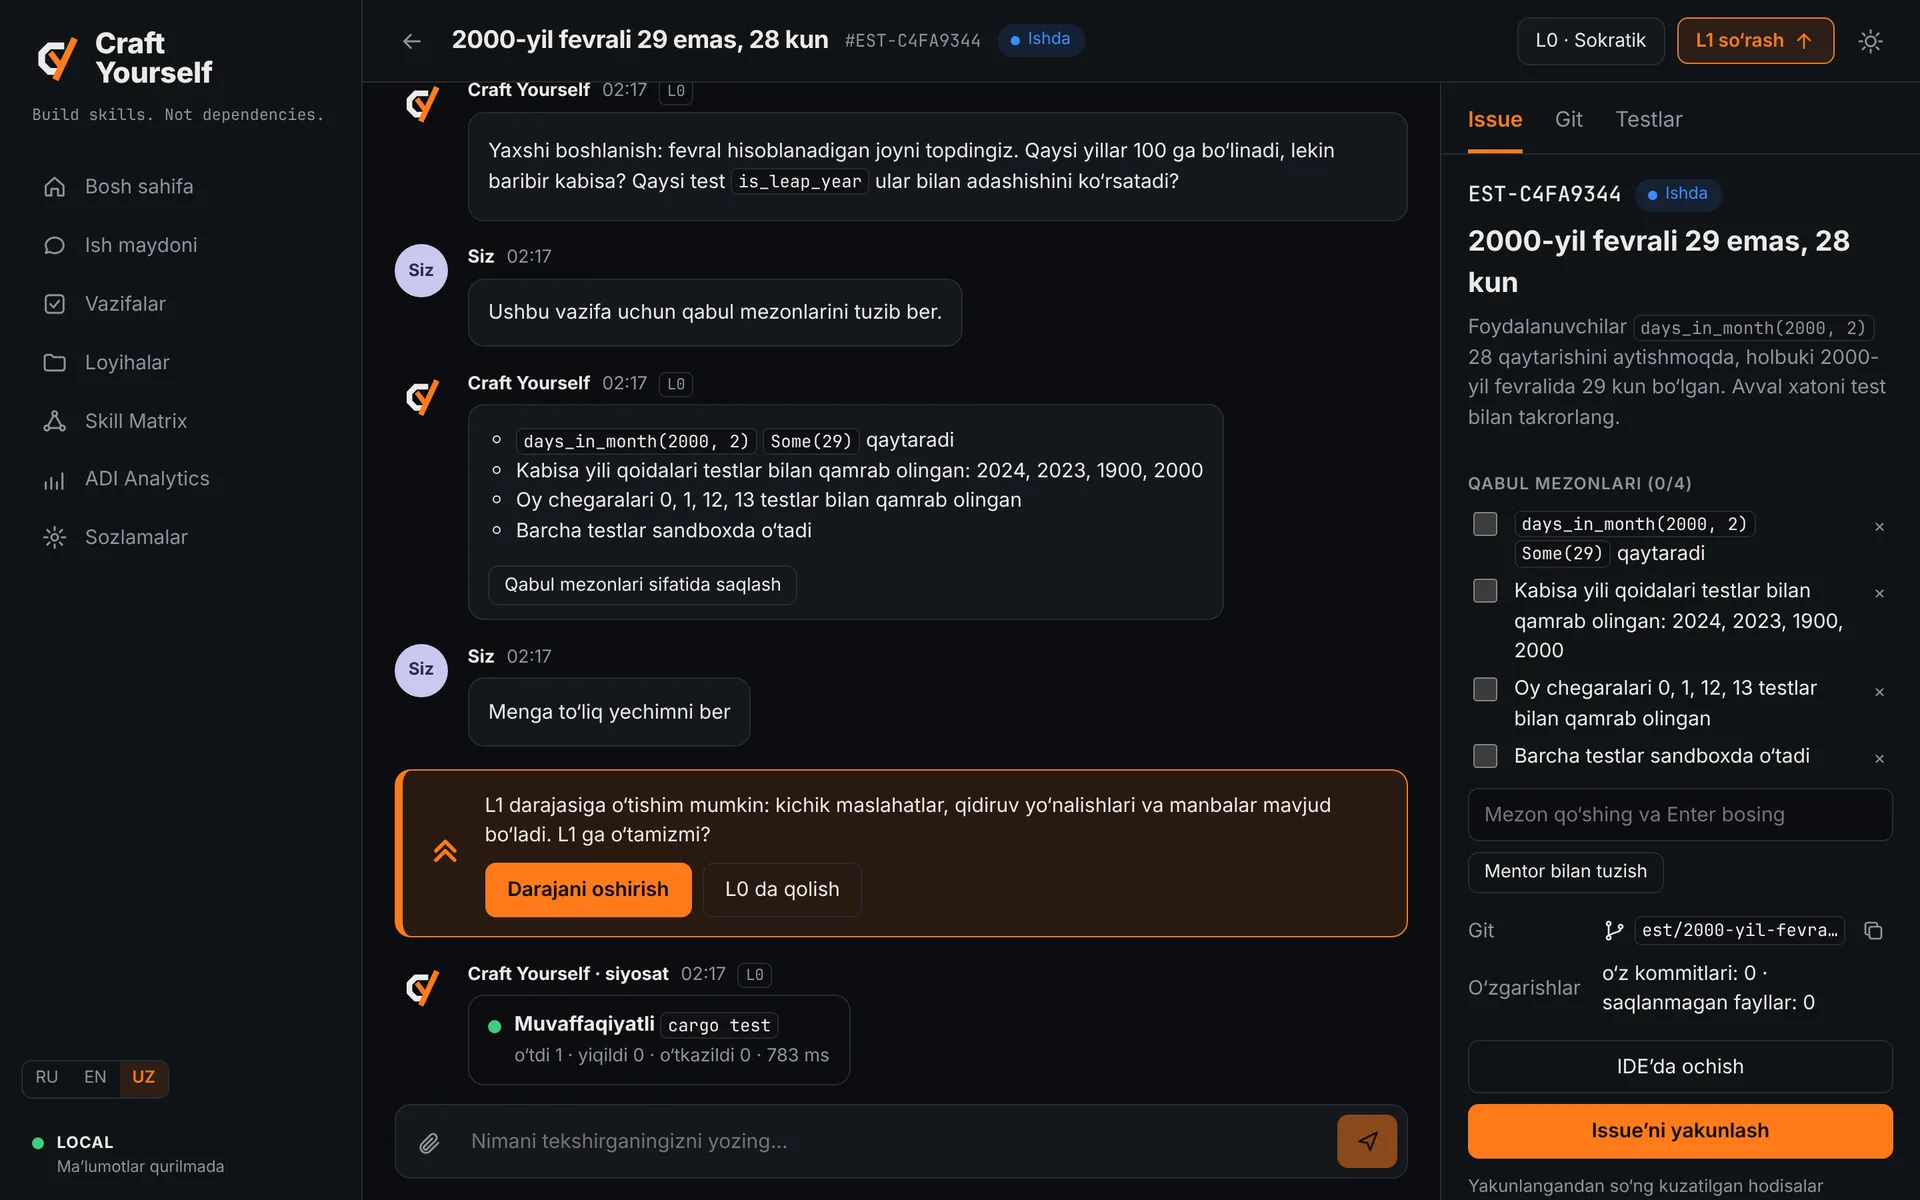 Craft
Yourself
Build skills. Not dependencies.
Bosh sahifa
Ish maydoni
Vazifalar
Loyihalar
Skill Matrix
ADI Analytics
Sozlamalar
RU EN UZ
LOCAL
Ma’lumotlar qurilmada
2000-yil fevrali 29 emas, 28 kun #EST-C4FA9344 Ishda
L0 · Sokratik L1 so‘rash
Craft Yourself 02:17 L0
Yaxshi boshlanish: fevral hisoblanadigan joyni topdingiz. Qaysi yillar 100 ga bo‘linadi, lekin
baribir kabisa? Qaysi test is_leap_year ular bilan adashishini ko‘rsatadi?
Siz
Siz 02:17
Ushbu vazifa uchun qabul mezonlarini tuzib ber.
Craft Yourself 02:17 L0
days_in_month(2000, 2) Some(29) qaytaradi
Kabisa yili qoidalari testlar bilan qamrab olingan: 2024, 2023, 1900, 2000
Oy chegaralari 0, 1, 12, 13 testlar bilan qamrab olingan
Barcha testlar sandboxda o‘tadi
Qabul mezonlari sifatida saqlash
Siz
Siz 02:17
Menga to‘liq yechimni ber
L1 darajasiga o‘tishim mumkin: kichik maslahatlar, qidiruv yo‘nalishlari va manbalar mavjud
bo‘ladi. L1 ga o‘tamizmi?
Darajani oshirish L0 da qolish
Craft Yourself · siyosat 02:17 L0
Muvaffaqiyatli cargo test
o‘tdi 1 · yiqildi 0 · o‘tkazildi 0 · 783 ms
Nimani tekshirganingizni yozing...
Issue Git Testlar
EST-C4FA9344 Ishda
2000-yil fevrali 29 emas, 28
kun
Foydalanuvchilar days_in_month(2000, 2)
28 qaytarishini aytishmoqda, holbuki 2000-
yil fevralida 29 kun bo‘lgan. Avval xatoni test
bilan takrorlang.
QABUL MEZONLARI (0/4)
days_in_month(2000, 2) ×
Some(29) qaytaradi
Kabisa yili qoidalari testlar bilan ×
qamrab olingan: 2024, 2023, 1900,
2000
Oy chegaralari 0, 1, 12, 13 testlar ×
bilan qamrab olingan
Barcha testlar sandboxda o‘tadi ×
Mezon qo‘shing va Enter bosing
Mentor bilan tuzish
Git est/2000-yil-fevra…
O‘zgarishlar o‘z kommitlari: 0 ·
saqlanmagan fayllar: 0
IDE’da ochish
Issue’ni yakunlash
Yakunlangandan so‘ng kuzatilgan hodisalar